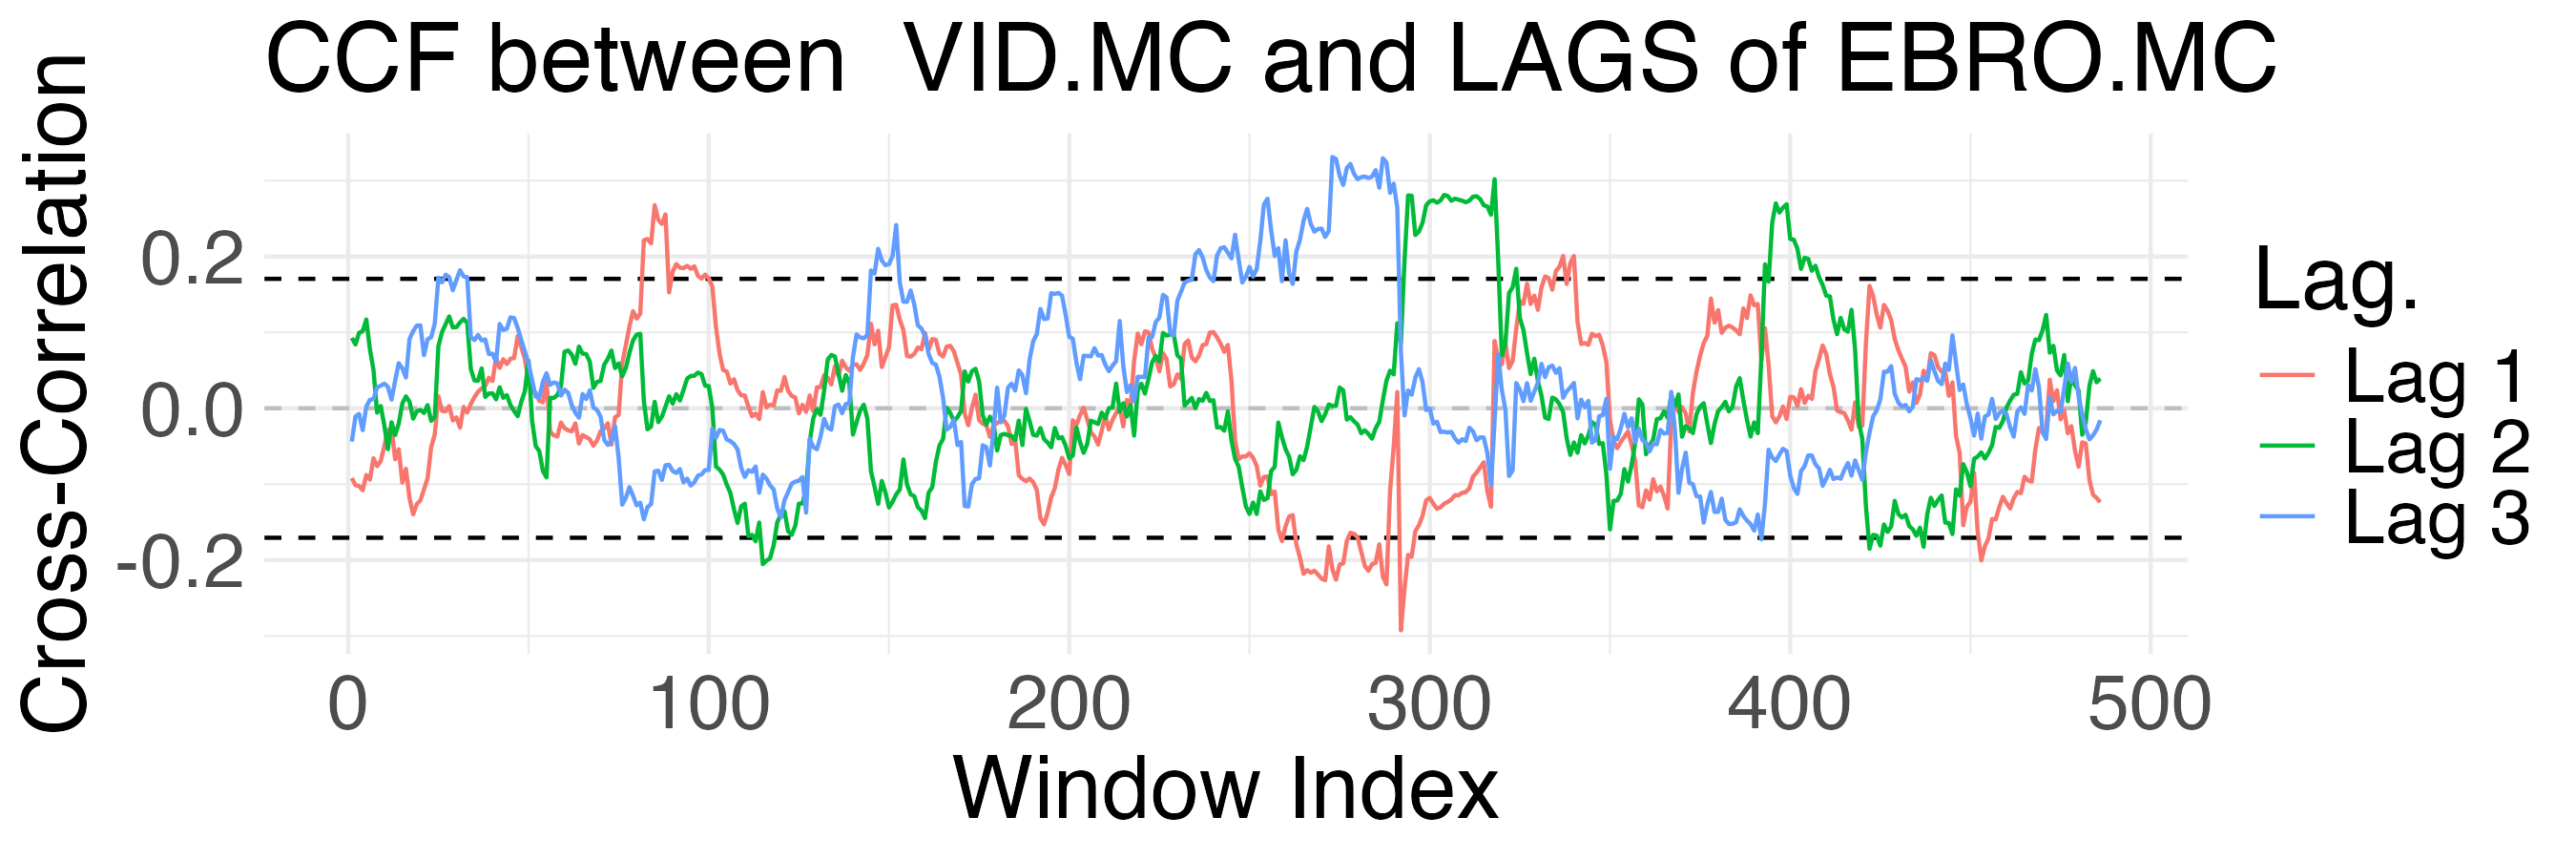 CCF between  VID.MC and LAGS of EBRO.MC
Cross-Correlation
0.2
0.0
-0.2
0 100 200 300 400 500
Window Index
Lag.
Lag 1
Lag 2
Lag 3